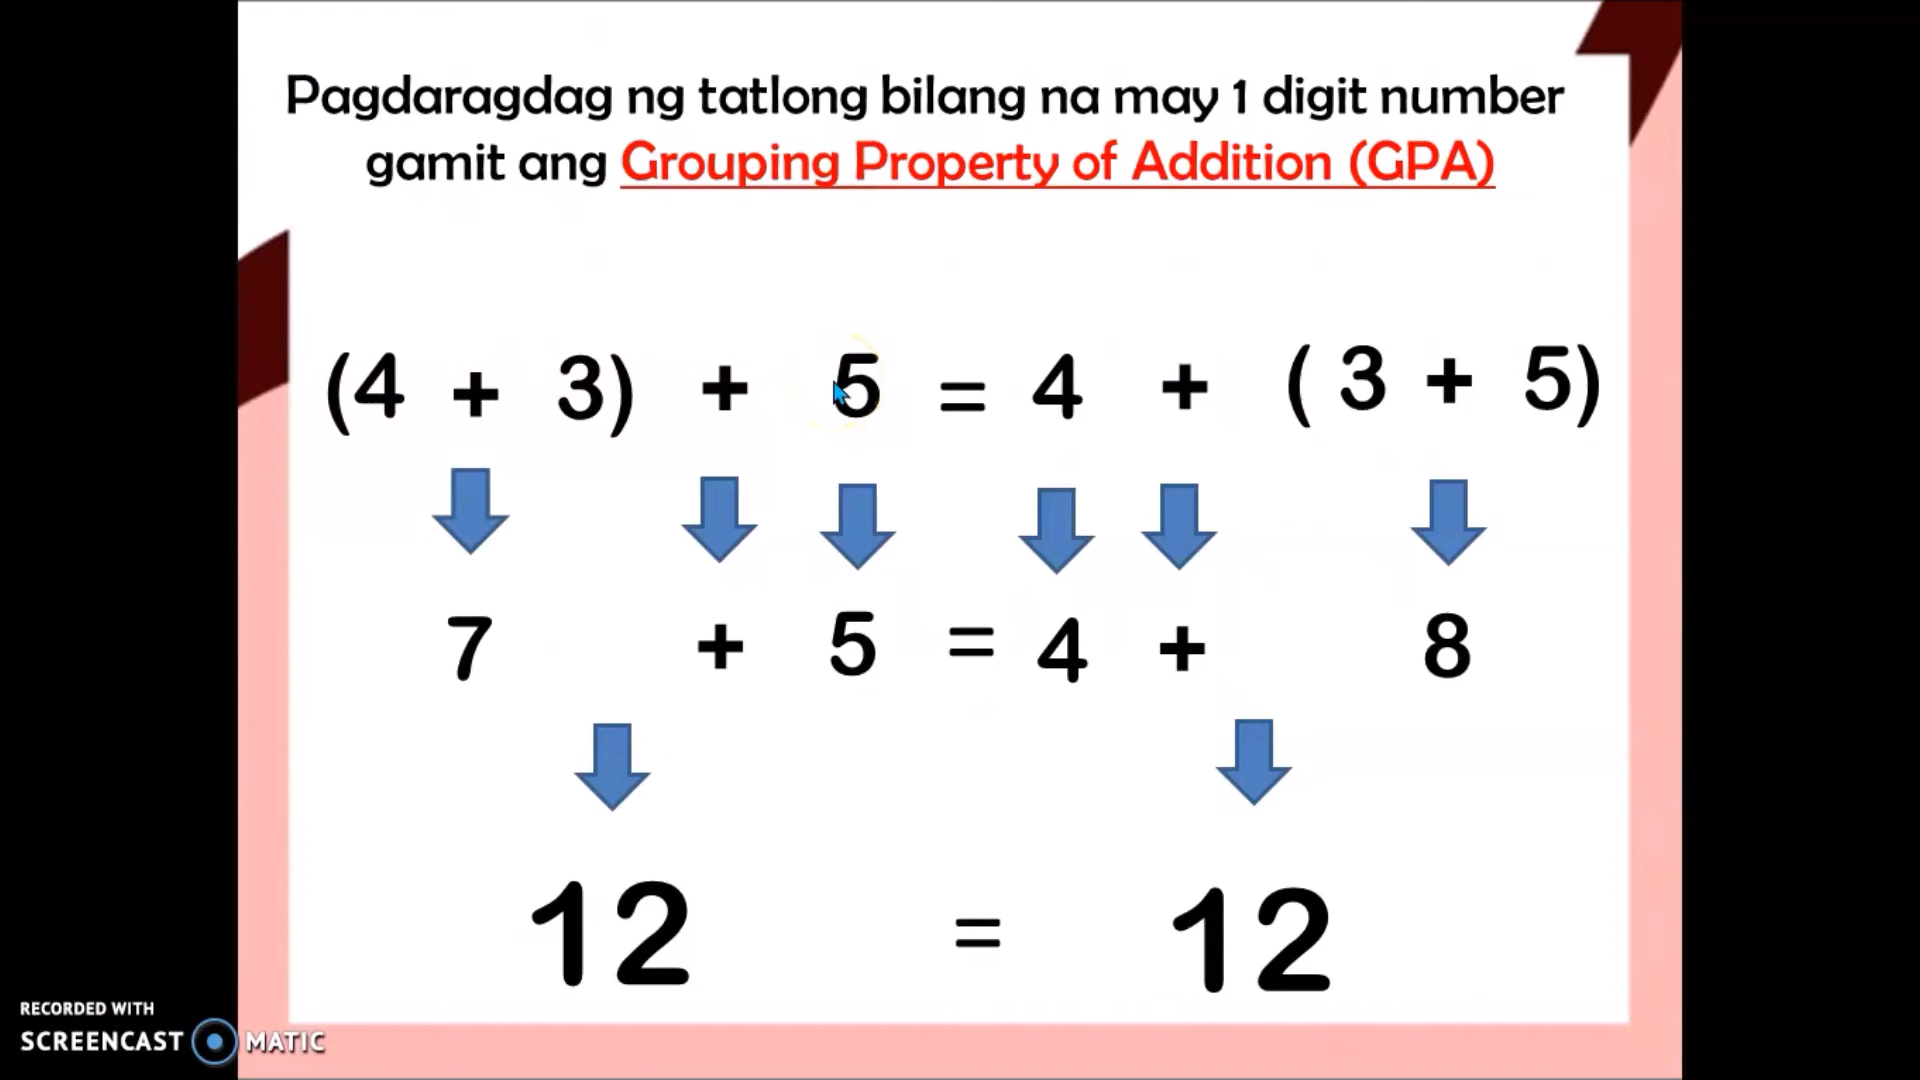 Pagdaragdag ng tatlong bilang na may 1 digit number
gamit ang Grouping Property of Addition (GPA)
(4 + 3) + 5 = 4 + ( 3 + 5)
7 + 5 = 4 + 8
12 = 12
RECORDED WITH
SCREENCAST MATIC